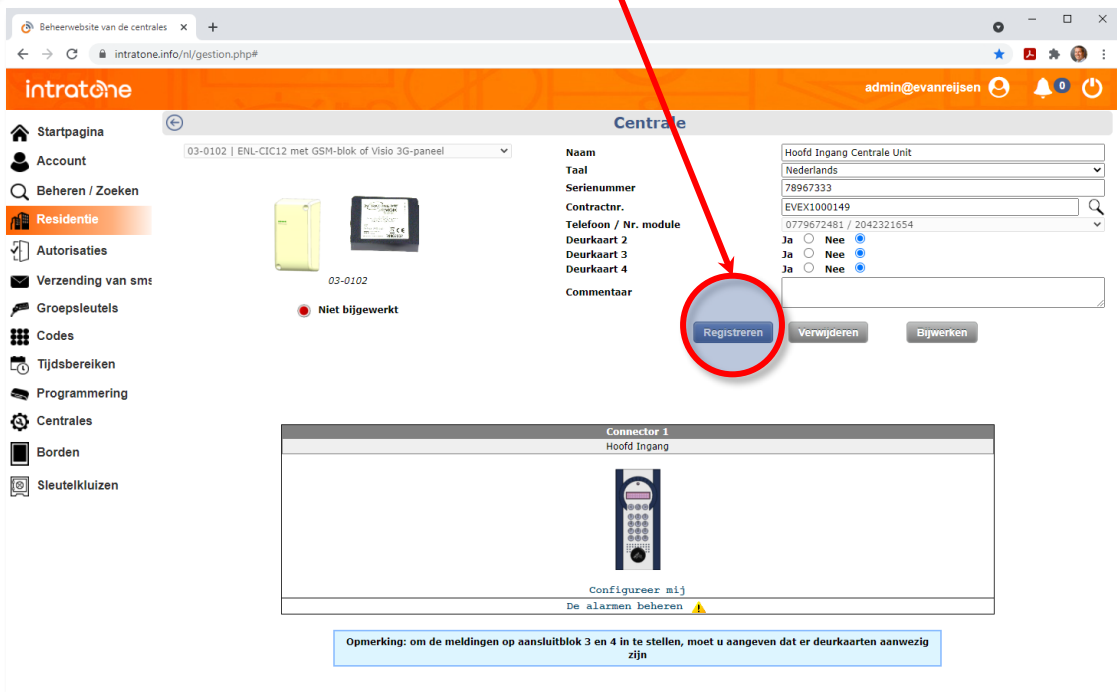 Beheerwebsite van de centrales
intratone.info/nl/gestion.php#
intratone
admin@evanreijsen
0
Startpagina
Account
Beheren / Zoeken
Residentie
Autorisaties
Verzending van sms
Groepsleutels
Codes
Tijdsbereiken
Programmering
Centrales
Borden
Sleutelkluizen
Centrale
03-0102 | ENL-CIC12 met GSM-blok of Visio 3G-paneel
03-0102
Niet bijgewerkt
Naam Hoofd Ingang Centrale Unit
Taal Nederlands
Serienummer 78967333
Contractnr. EVEX1000149
Telefoon / Nr. module 0779672481 / 2042321654
Deurkaart 2 Ja Nee
Deurkaart 3 Ja Nee
Deurkaart 4 Ja Nee
Commentaar
Registreren Verwijderen Bijwerken
Connector 1
Hoofd Ingang
Configureer mij
De alarmen beheren
Opmerking: om de meldingen op aansluitblok 3 en 4 in te stellen, moet u aangeven dat er deurkaarten aanwezig
zijn